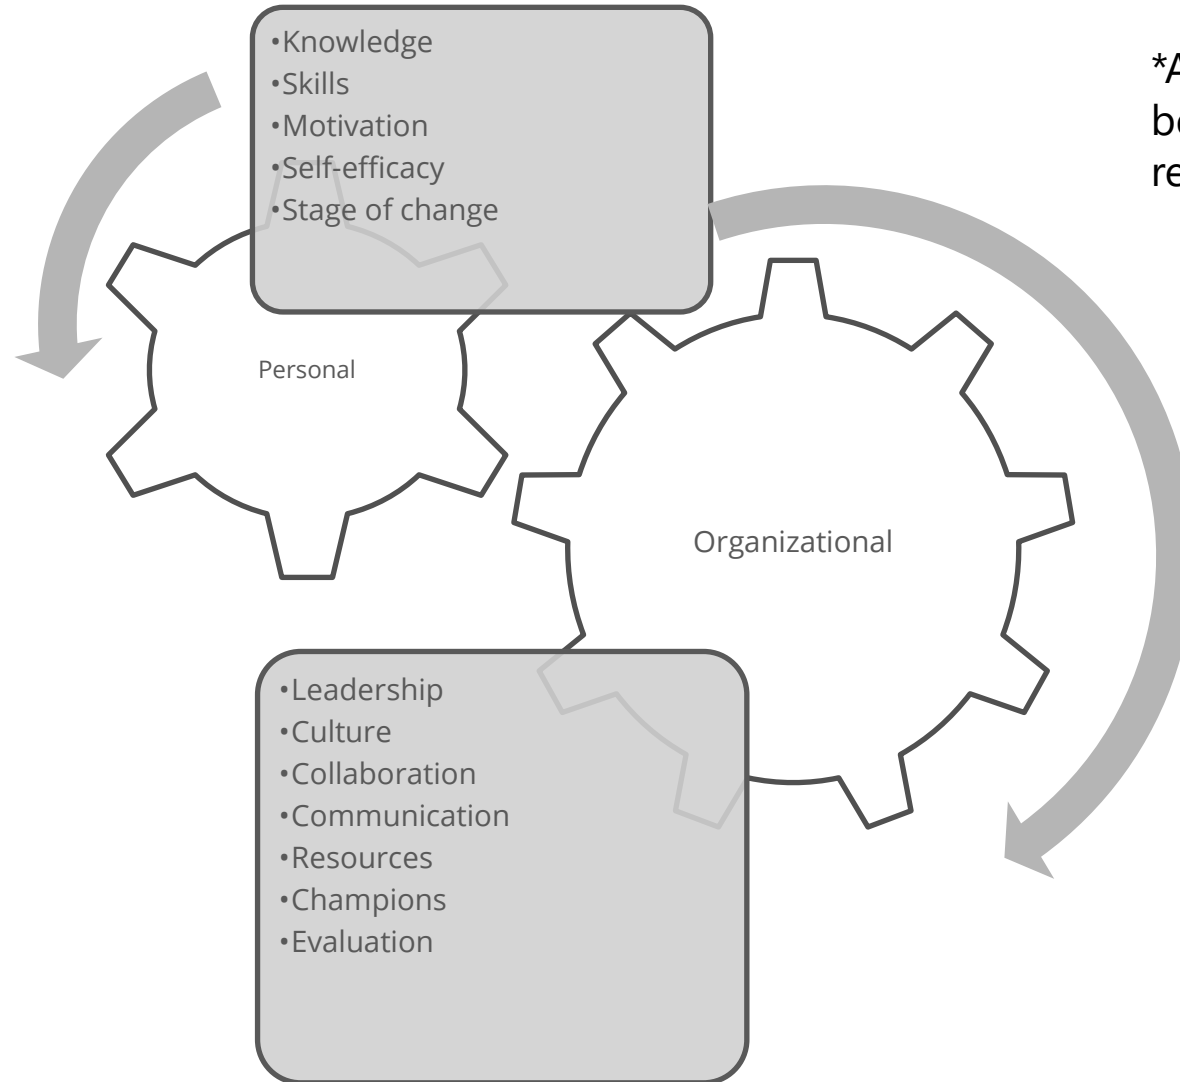 •Knowledge
•Skills
•Motivation
•Self-efficacy
•Stage of change
Personal
Organizational
•Leadership
•Culture
•Collaboration
•Communication
•Resources
•Champions
•Evaluation